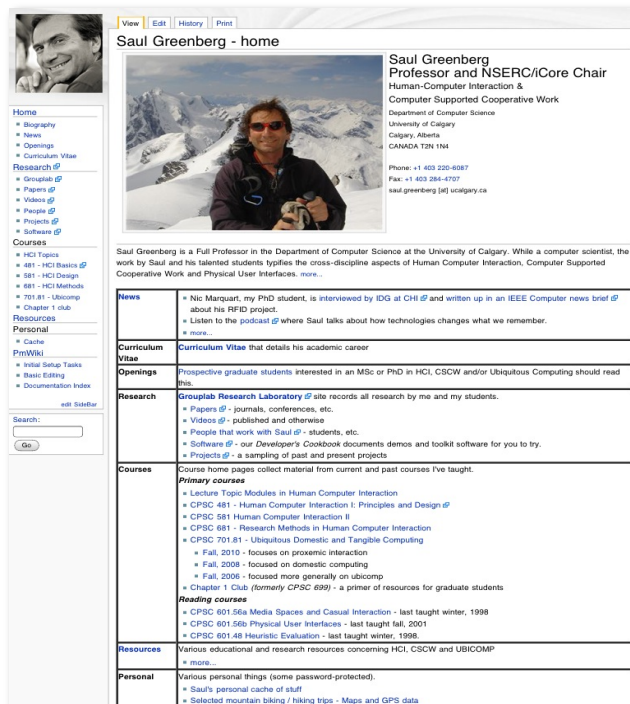 View Edit History Print
Saul Greenberg - home
Home
Biography
News
Openings
Curriculum Vitae
Research
Grouplab
Papers
Videos
People
Projects
Software
Courses
HCI Topics
481 - HCI Basics
581 - HCI Design
681 - HCI Methods
701.81 - Ubicomp
Chapter 1 club
Resources
Personal
Cache
PmWiki
Initial Setup Tasks
Basic Editing
Documentation Index
edit SideBar
Search:
Go
Saul Greenberg
Professor and NSERC/iCore Chair
Human-Computer Interaction &
Computer Supported Cooperative Work
Department of Computer Science
University of Calgary
Calgary, Alberta
CANADA T2N 1N4
Phone: +1 403 220-6087
Fax: +1 403 284-4707
saul.greenberg [at] ucalgary.ca
Saul Greenberg is a Full Professor in the Department of Computer Science at the University of Calgary. While a computer scientist, the
work by Saul and his talented students typifies the cross-discipline aspects of Human Computer Interaction, Computer Supported
Cooperative Work and Physical User Interfaces. more...
News
Nic Marquart, my PhD student, is interviewed by IDG at CHI and written up in an IEEE Computer news brief
about his RFID project.
Listen to the podcast where Saul talks about how technologies changes what we remember.
more...
Curriculum
Vitae
Curriculum Vitae that details his academic career
Openings
Prospective graduate students interested in an MSc or PhD in HCI, CSCW and/or Ubiquitous Computing should read
this.
Research
Grouplab Research Laboratory site records all research by me and my students.
Papers - journals, conferences, etc.
Videos - published and otherwise
People that work with Saul - students, etc.
Software - our Developer's Cookbook documents demos and toolkit software for you to try.
Projects - a sampling of past and present projects
Courses
Course home pages collect material from current and past courses I've taught.
Primary courses
Lecture Topic Modules in Human Computer Interaction
CPSC 481 - Human Computer Interaction I: Principles and Design
CPSC 581 Human Computer Interaction II
CPSC 681 - Research Methods in Human Computer Interaction
CPSC 701.81 - Ubiquitous Domestic and Tangible Computing
Fall, 2010 - focuses on proxemic interaction
Fall, 2008 - focused on domestic computing
Fall, 2006 - focused more generally on ubicomp
Chapter 1 Club (formerly CPSC 699) - a primer of resources for graduate students
Reading courses
CPSC 601.56a Media Spaces and Casual Interaction - last taught winter, 1998
CPSC 601.56b Physical User Interfaces - last taught fall, 2001
CPSC 601.48 Heuristic Evaluation - last taught winter, 1998.
Resources
Various educational and research resources concerning HCI, CSCW and UBICOMP
more...
Personal
Various personal things (some password-protected).
Saul's personal cache of stuff
Selected mountain biking / hiking trips - Maps and GPS data